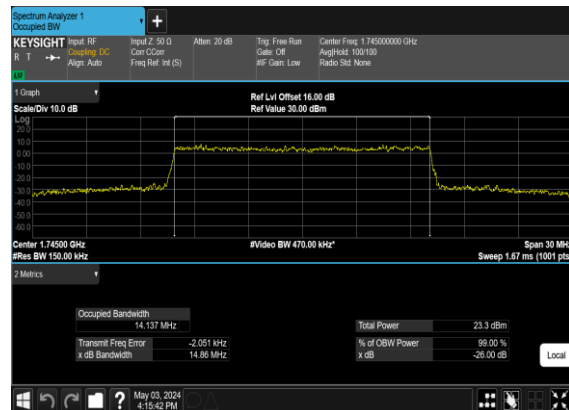 Spectrum Analyzer 1
Occupied BW
+
KEYSIGHT Input: RF Input Z: 50 Ω Atten: 20 dB Trig: Free Run Center Freq: 1.745000000 GHz
R T Coupling: DC Corr CCorr Gate: Off Avg|Hold: 100/100
Align: Auto Freq Ref: Int (S) #IF Gain: Low Radio Std: None
LW
1 Graph
Ref Lvl Offset 16.00 dB
Scale/Div 10.0 dB Ref Value 30.00 dBm
Log
20.0
10.0
0.00
-10.0
-20.0
-30.0
-40.0
-50.0
-60.0
Center 1.74500 GHz #Video BW 470.00 kHz* Span 30 MHz
#Res BW 150.00 kHz Sweep 1.67 ms (1001 pts
2 Metrics
Occupied Bandwidth
14.137 MHz Total Power 23.3 dBm
Transmit Freq Error -2.051 kHz % of OBW Power 99.00 %
x dB Bandwidth 14.86 MHz x dB -26.00 dB
Local
? May 03, 2024
4:15:42 PM